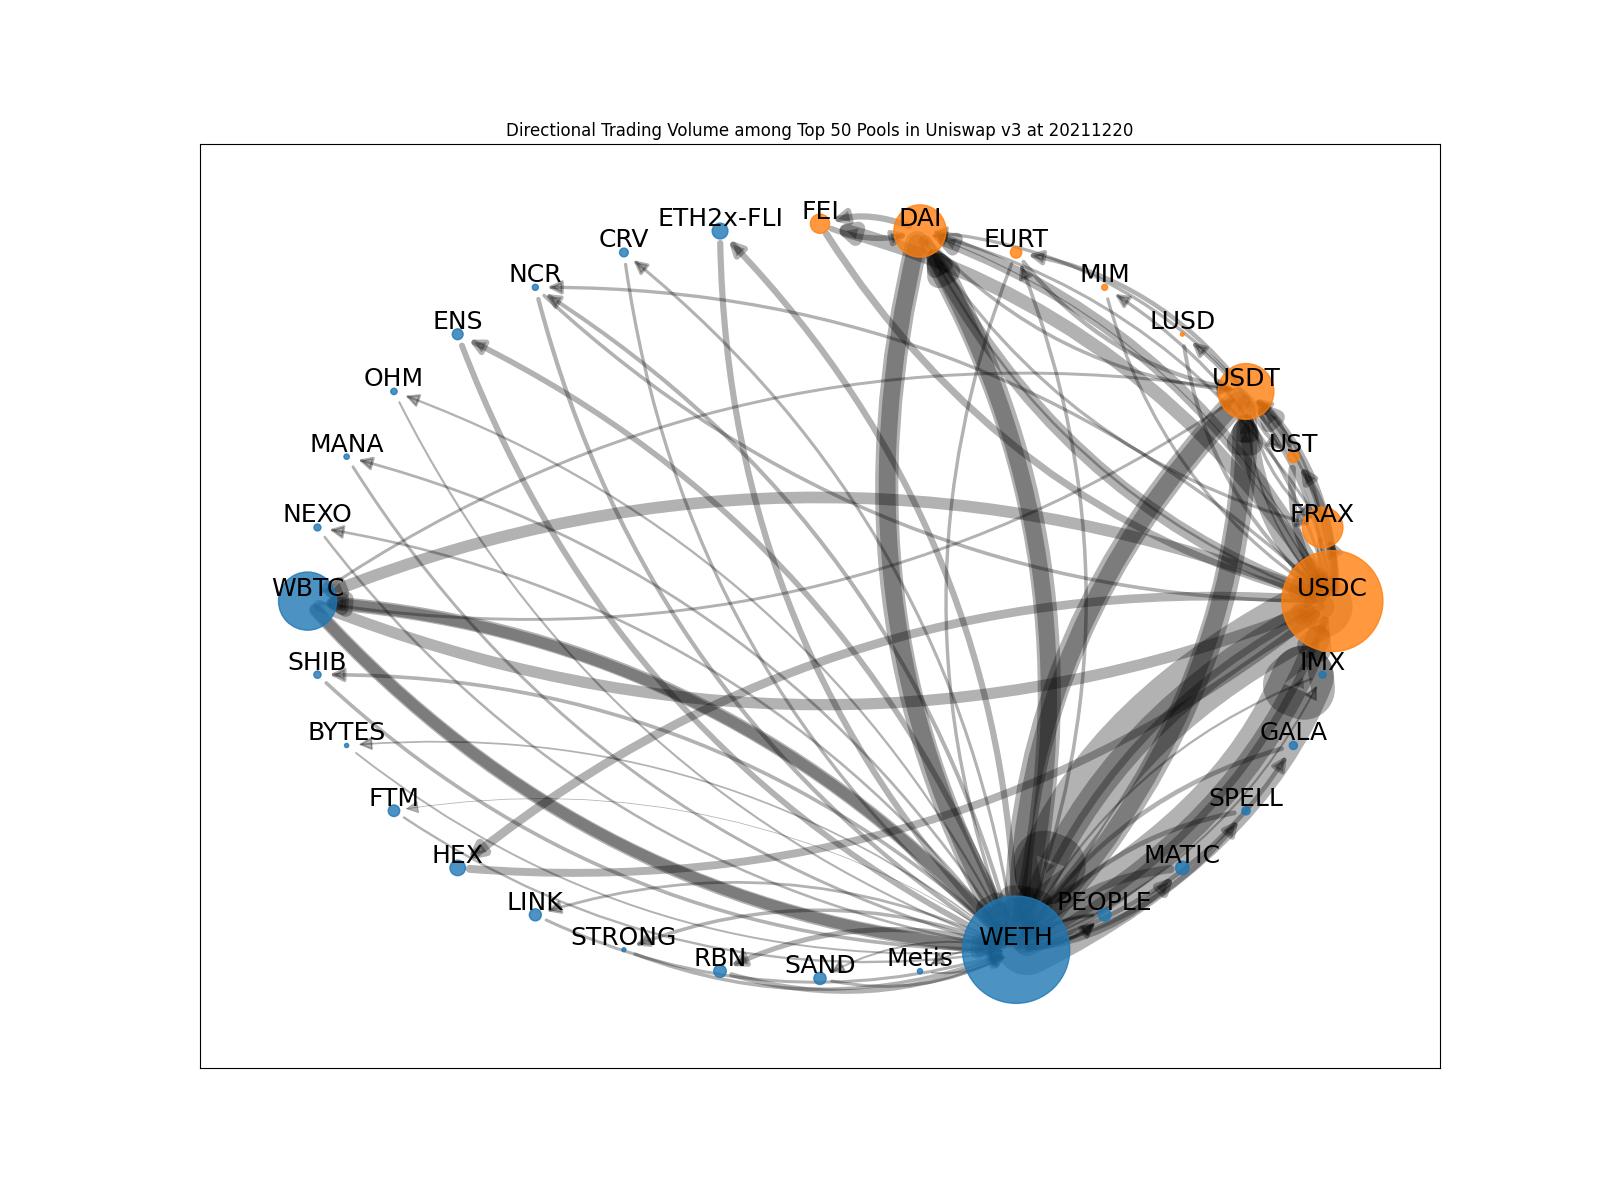 Directional Trading Volume among Top 50 Pools in Uniswap v3 at 20211220
FEI
DAI
ETH2x-FLI
CRV
EURT
NCR
MIM
ENS
LUSD
OHM
USDT
MANA
UST
NEXO
FRAX
WBTC
USDC
SHIB
IMX
BYTES
GALA
FTM
SPELL
HEX
MATIC
LINK
PEOPLE
STRONG
WETH
RBN
SAND
Metis